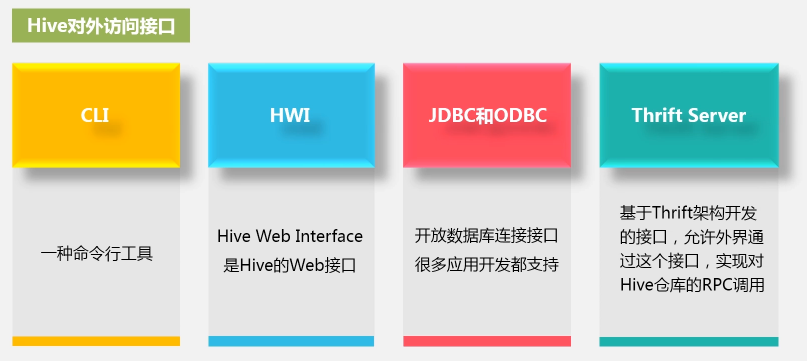 Hive对外访问接口
CLI
一种命令行工具
HWI
Hive Web Interface
是Hive的Web接口
JDBC和ODBC
开放数据库连接接口
很多应用开发都支持
Thrift Server
基于Thrift架构开发
的接口，允许外界通
过这个接口，实现对
Hive仓库的RPC调用